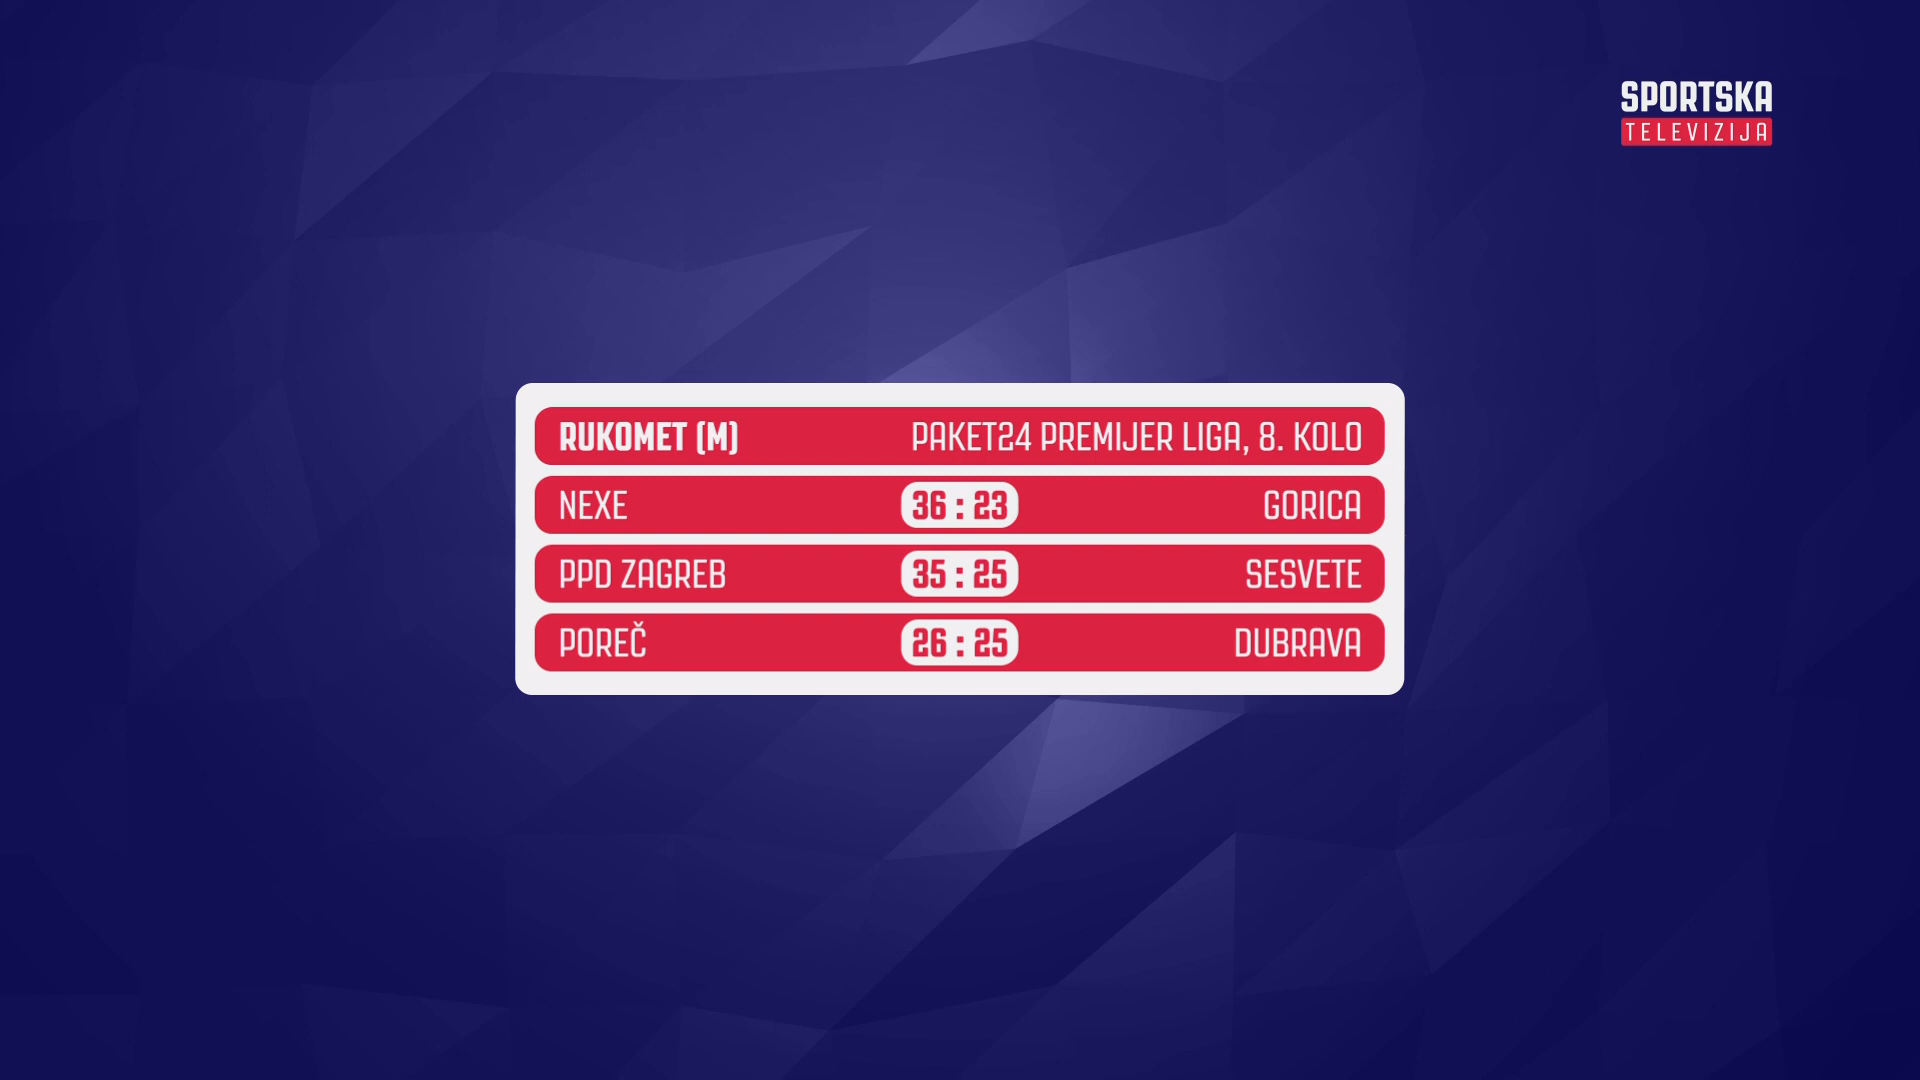 SPORTSKA
TELEVIZIJA
RUKOMET (M) PAKET24 PREMIJER LIGA, 8. KOLO
NEXE 36 : 23 GORICA
PPD ZAGREB 35 : 25 SESVETE
POREČ 26 : 25 DUBRAVA